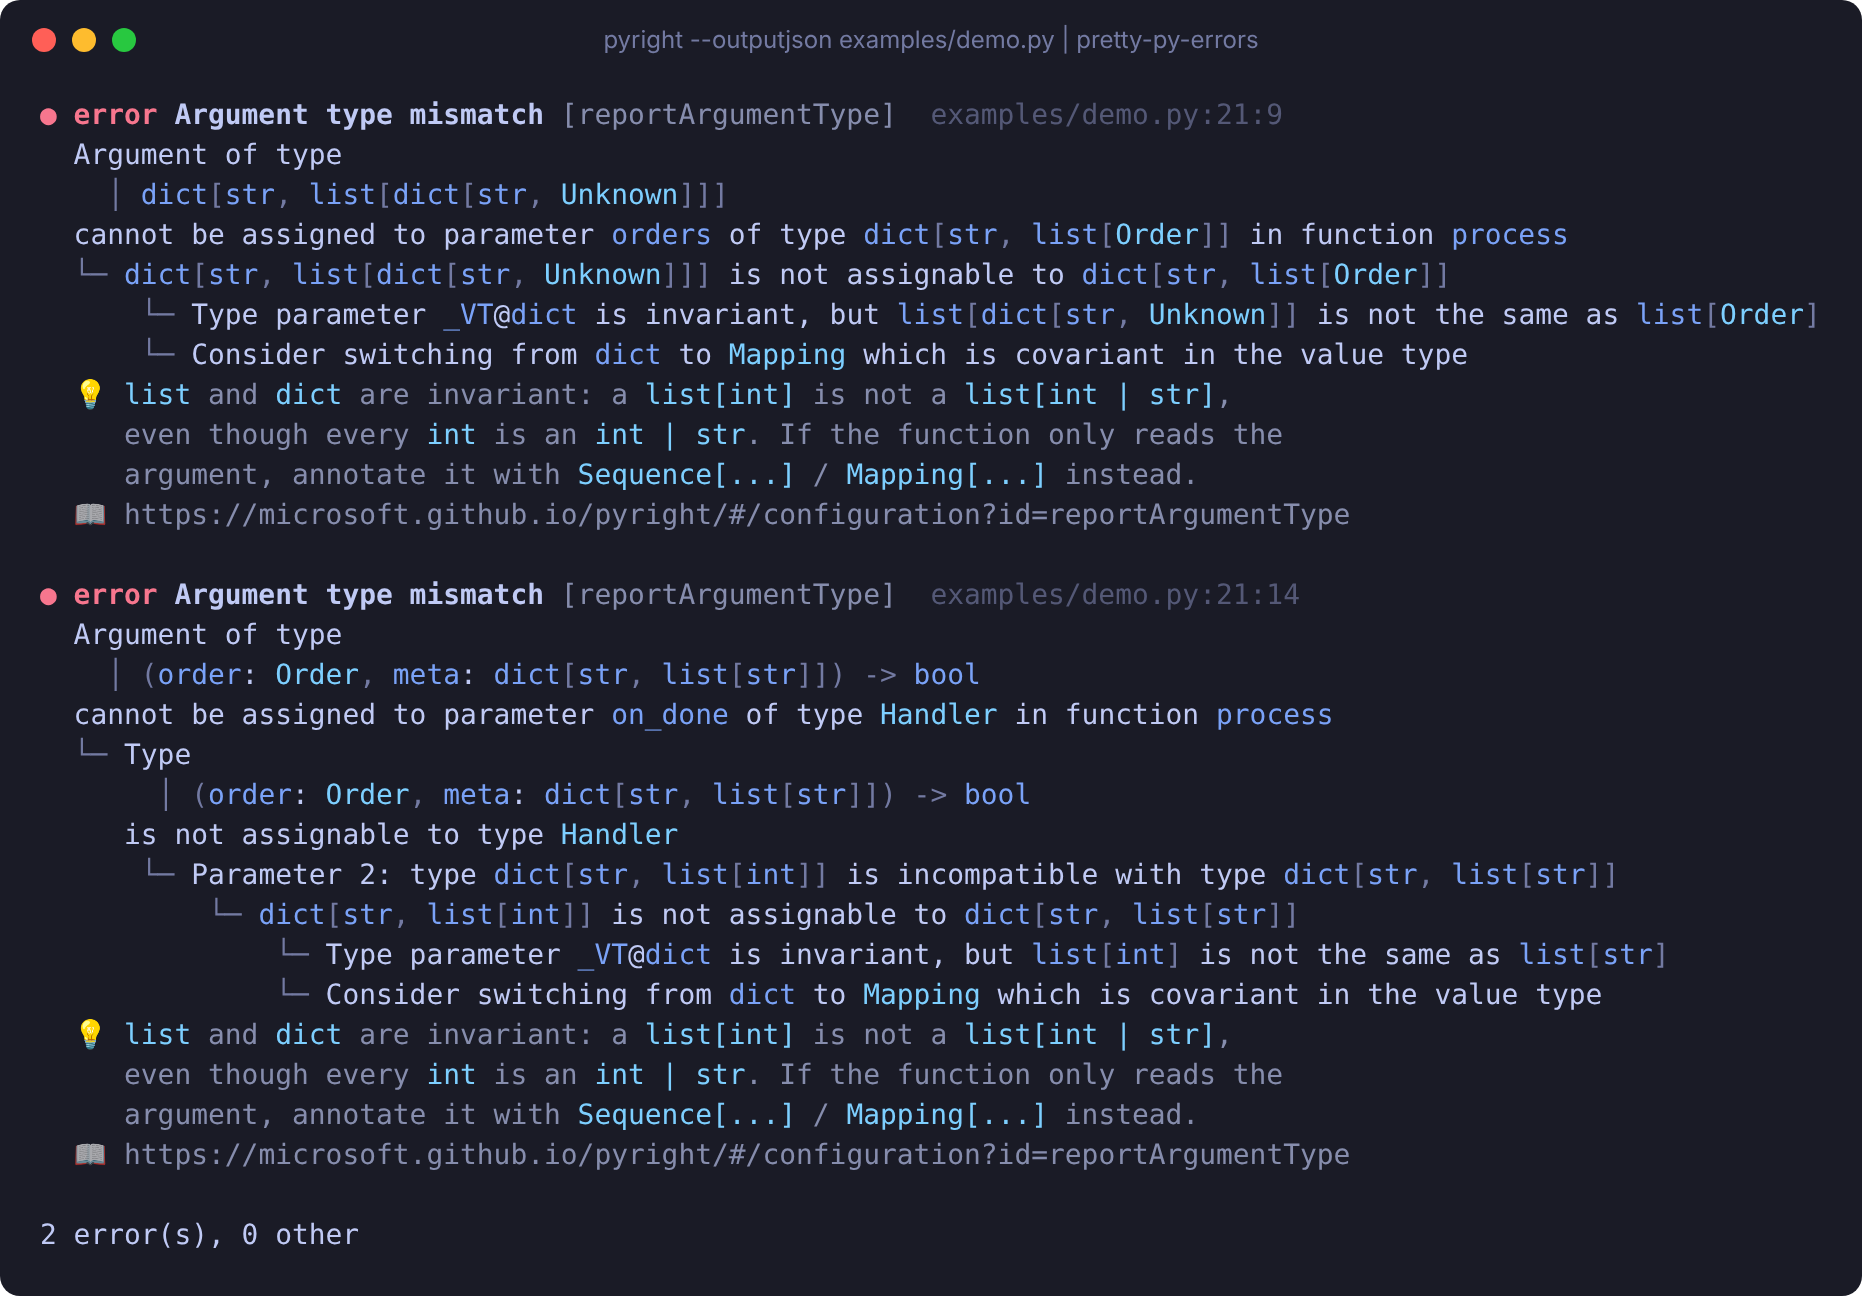 pyright --outputjson examples/demo.py | pretty-py-errors
● error Argument type mismatch [reportArgumentType]  examples/demo.py:21:9
Argument of type
│ dict[str, list[dict[str, Unknown]]]
cannot be assigned to parameter orders of type dict[str, list[Order]] in function process
└─ dict[str, list[dict[str, Unknown]]] is not assignable to dict[str, list[Order]]
└─ Type parameter _VT@dict is invariant, but list[dict[str, Unknown]] is not the same as list[Order]
└─ Consider switching from dict to Mapping which is covariant in the value type
💡 list and dict are invariant: a list[int] is not a list[int | str],
even though every int is an int | str. If the function only reads the
argument, annotate it with Sequence[...] / Mapping[...] instead.
📖 https://microsoft.github.io/pyright/#/configuration?id=reportArgumentType
● error Argument type mismatch [reportArgumentType]  examples/demo.py:21:14
Argument of type
│ (order: Order, meta: dict[str, list[str]]) -> bool
cannot be assigned to parameter on_done of type Handler in function process
└─ Type
│ (order: Order, meta: dict[str, list[str]]) -> bool
is not assignable to type Handler
└─ Parameter 2: type dict[str, list[int]] is incompatible with type dict[str, list[str]]
└─ dict[str, list[int]] is not assignable to dict[str, list[str]]
└─ Type parameter _VT@dict is invariant, but list[int] is not the same as list[str]
└─ Consider switching from dict to Mapping which is covariant in the value type
💡 list and dict are invariant: a list[int] is not a list[int | str],
even though every int is an int | str. If the function only reads the
argument, annotate it with Sequence[...] / Mapping[...] instead.
📖 https://microsoft.github.io/pyright/#/configuration?id=reportArgumentType
2 error(s), 0 other